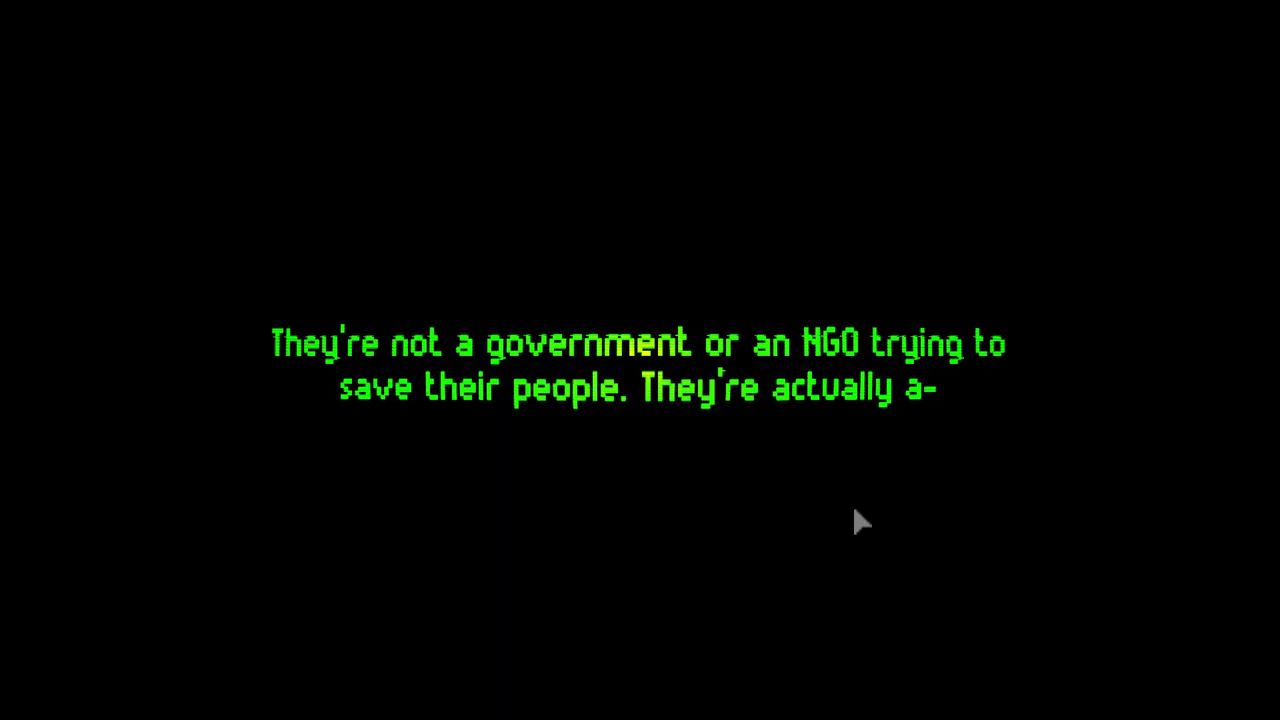 They're not a government or an NGO trying to
save their people. They're actually a-